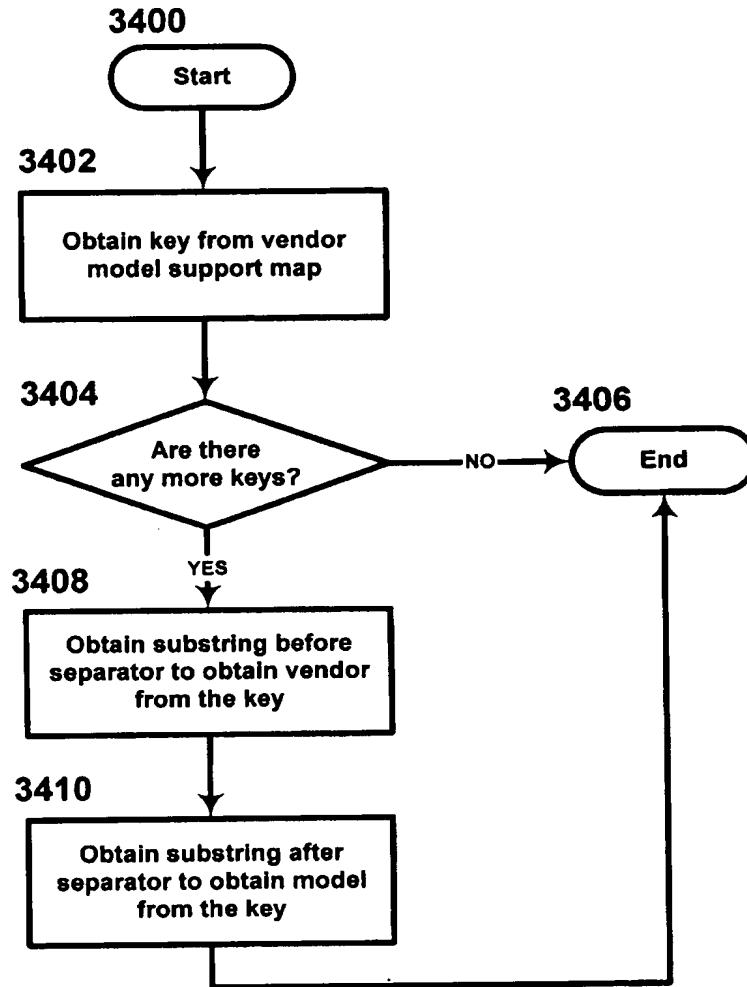 3400
Start
3402
Obtain key from vendor
model support map
3404
Are there
any more keys?
NO
3406
End
YES
3408
Obtain substring before
separator to obtain vendor
from the key
3410
Obtain substring after
separator to obtain model
from the key